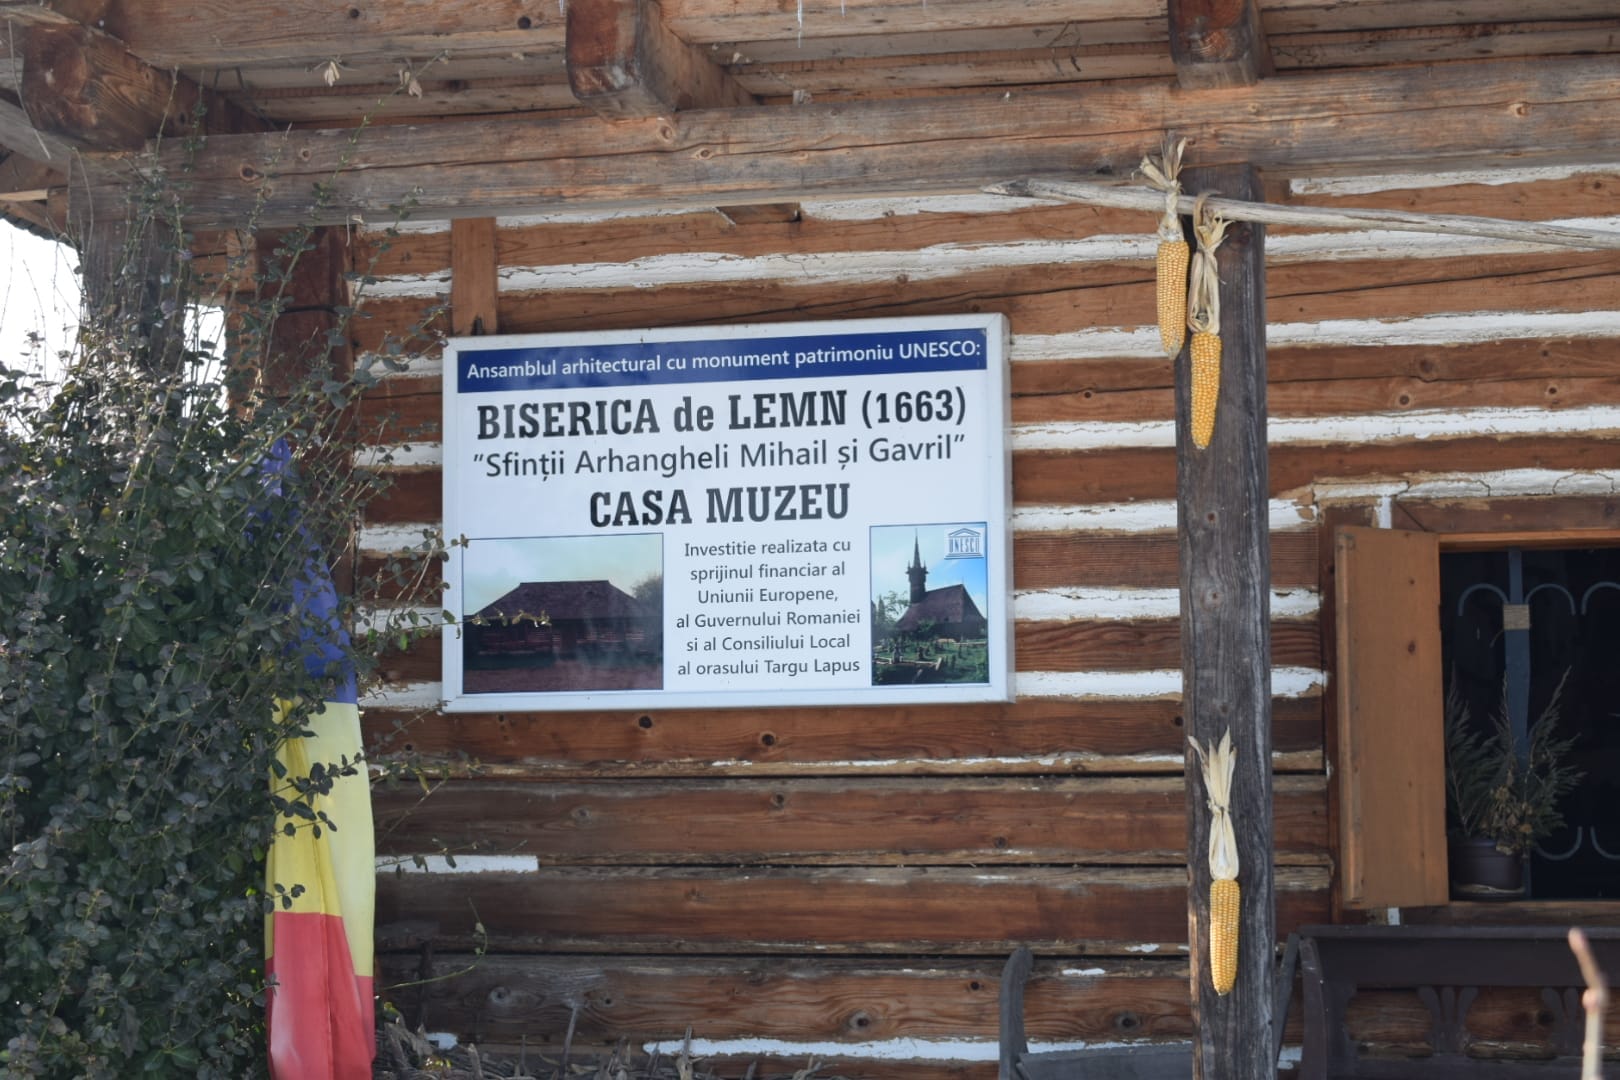 Ansamblul arhitectural cu monument patrimoniu UNESCO:
BISERICA de LEMN (1663)
"Sfinții Arhangheli Mihail și Gavril"
CASA MUZEU
Investitie realizata cu
sprijinul financiar al
Uniunii Europene,
al Guvernului Romaniei
si al Consiliului Local
al orasului Targu Lapus
UNESCO